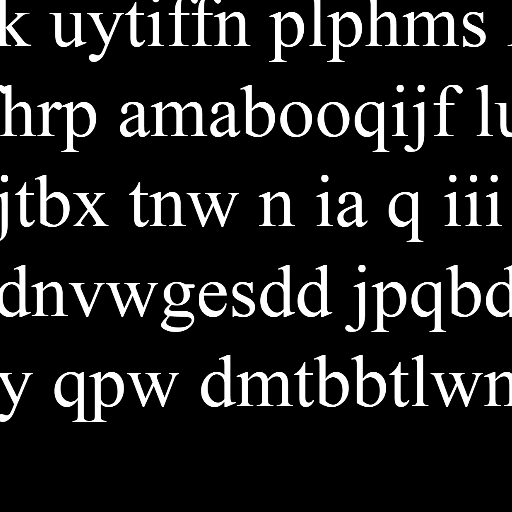 k uytiffn plphms
hrp amabooqijf lu
jtbx tnw n ia q iii
dnvwgesdd jpqbd
y qpw dmtbbtlwn